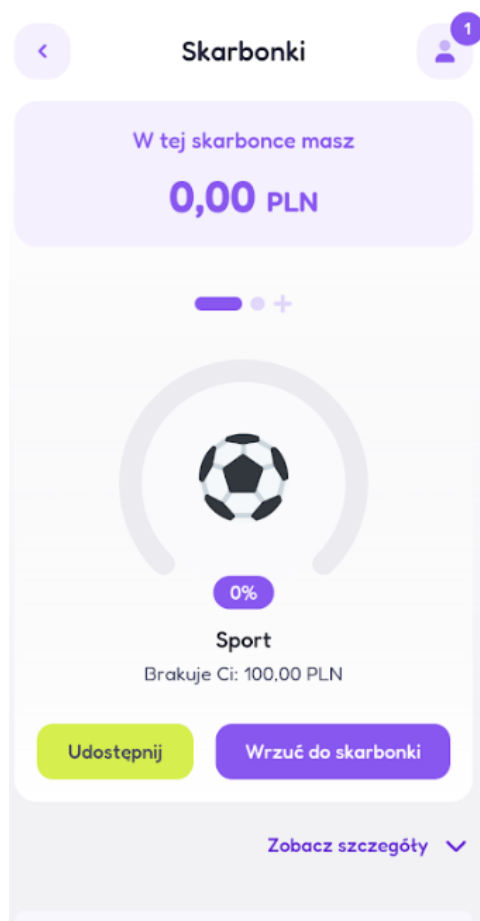 Skarbonki
1
W tej skarbonce masz
0,00 PLN
0%
Sport
Brakuje Ci: 100,00 PLN
Udostępnij
Wrzuć do skarbonki
Zobacz szczegóły